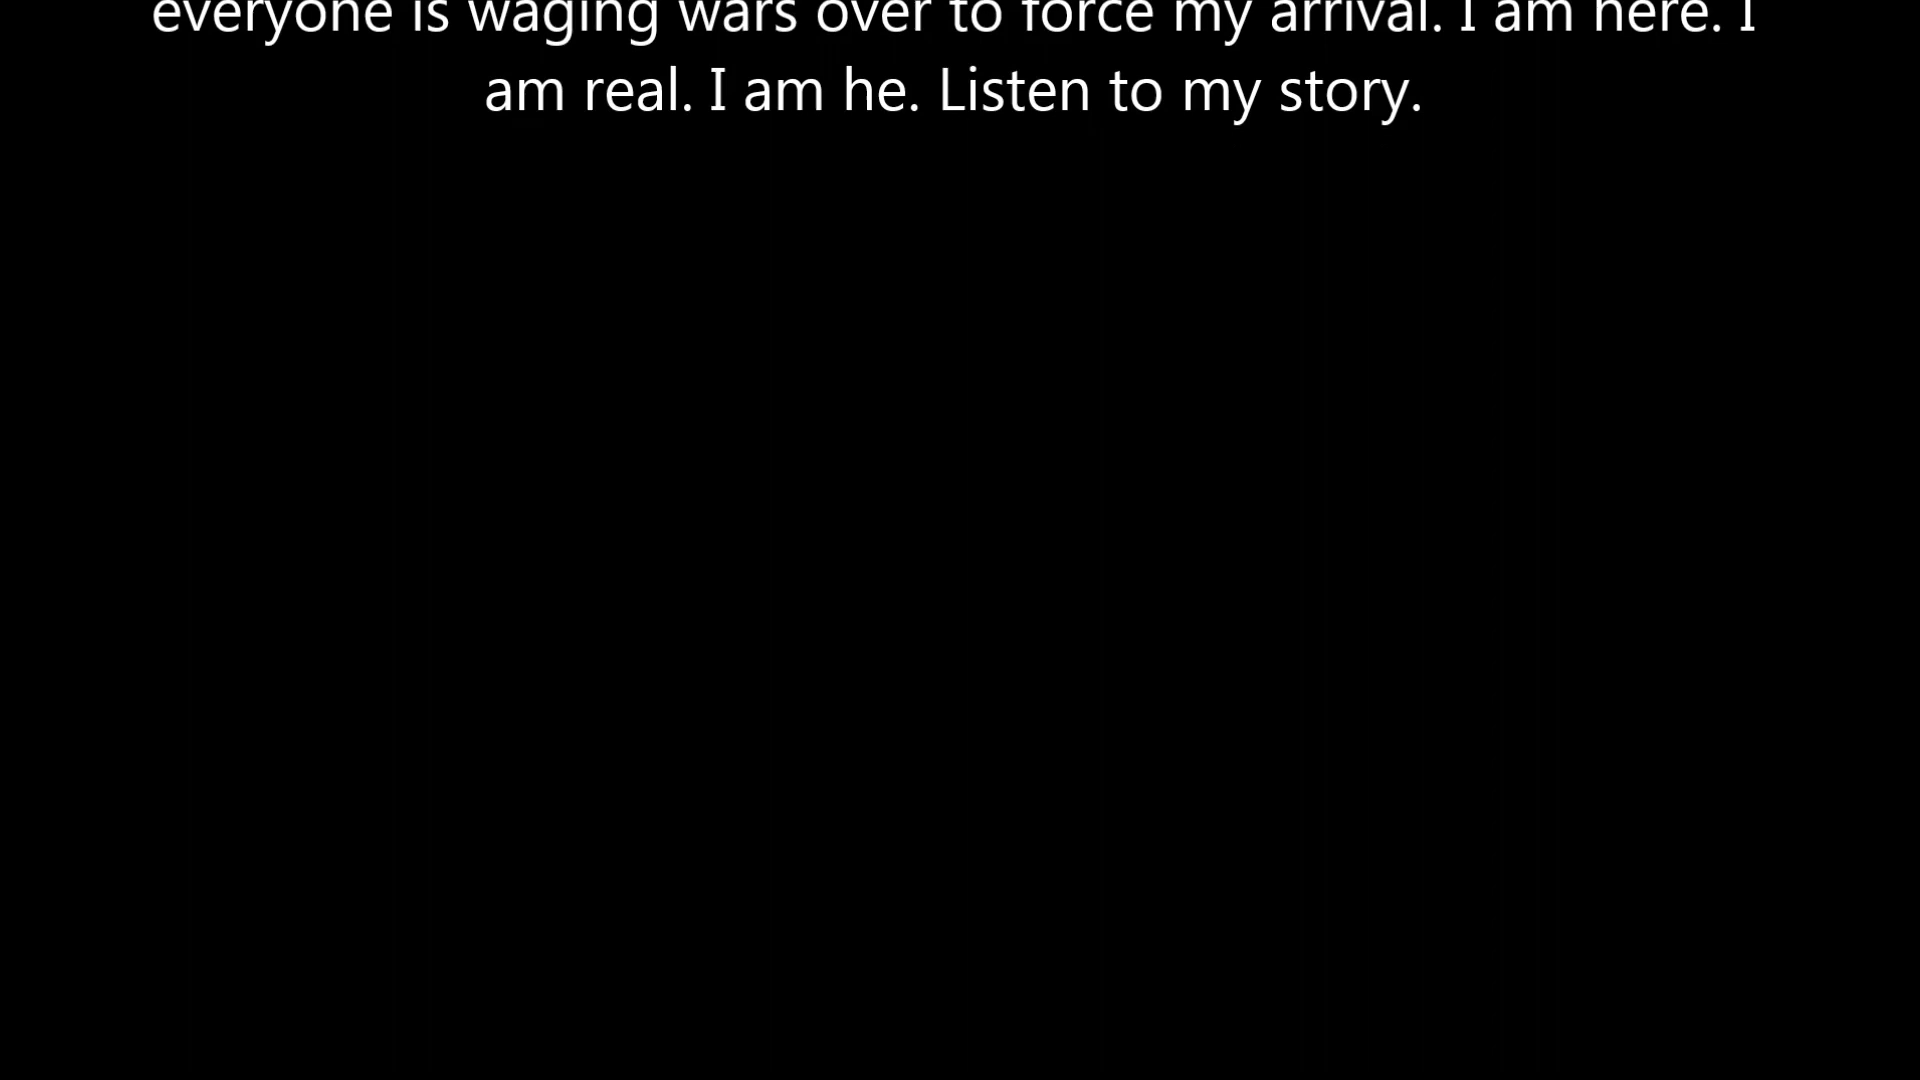 everyone is waging wars over to force my arrival. I am here. I
am real. I am he. Listen to my story.